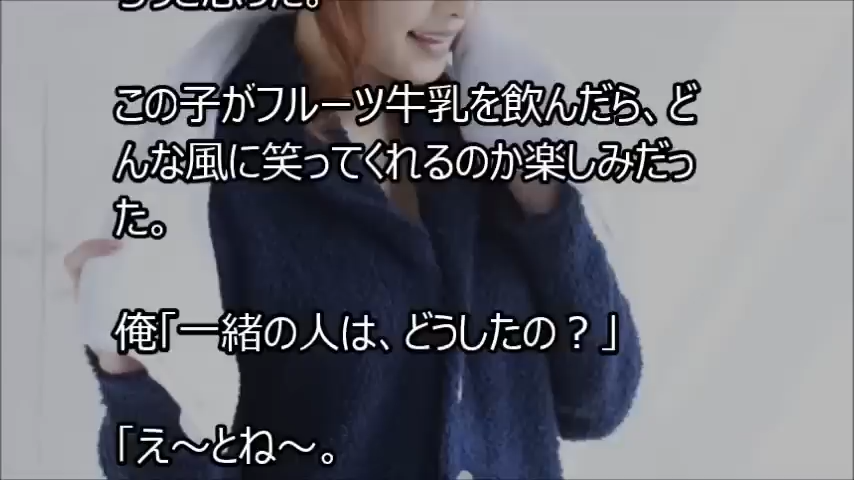 この子がフルーツ牛乳を飲んだら、ど
んな風に笑ってくれるのか楽しみだっ
た。
俺「一緒の人は、どうしたの？」
「え～とね～。